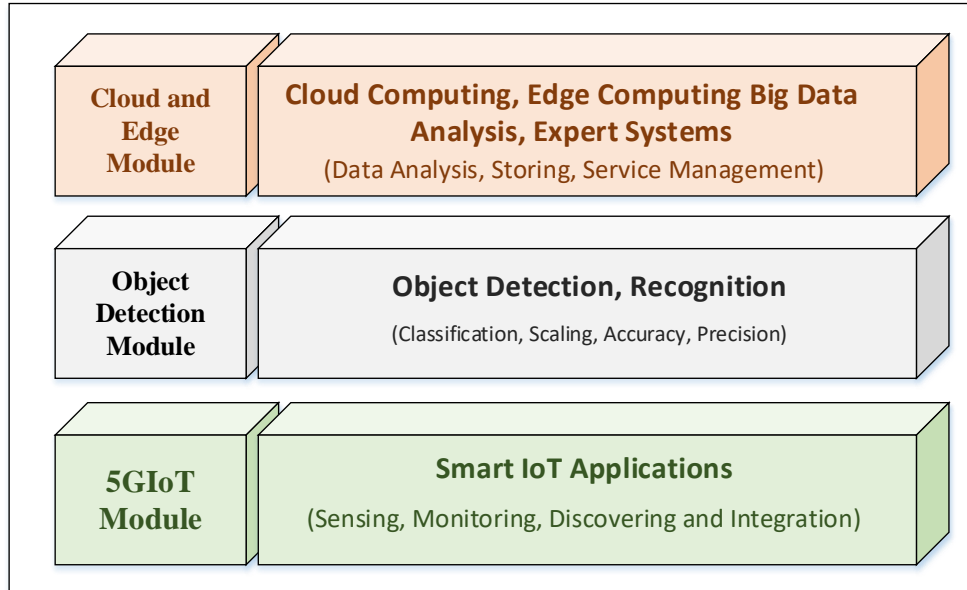 Cloud and
Edge
Module
Cloud Computing, Edge Computing Big Data
Analysis, Expert Systems
(Data Analysis, Storing, Service Management)
Object
Detection
Module
Object Detection, Recognition
(Classification, Scaling, Accuracy, Precision)
5GIoT
Module
Smart IoT Applications
(Sensing, Monitoring, Discovering and Integration)